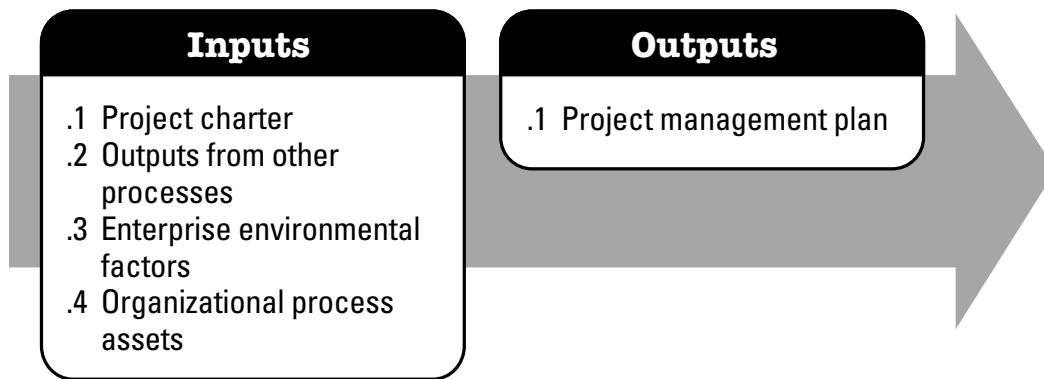 Inputs
.1 Project charter
.2 Outputs from other
processes
.3 Enterprise environmental
factors
.4 Organizational process
assets
Outputs
.1 Project management plan